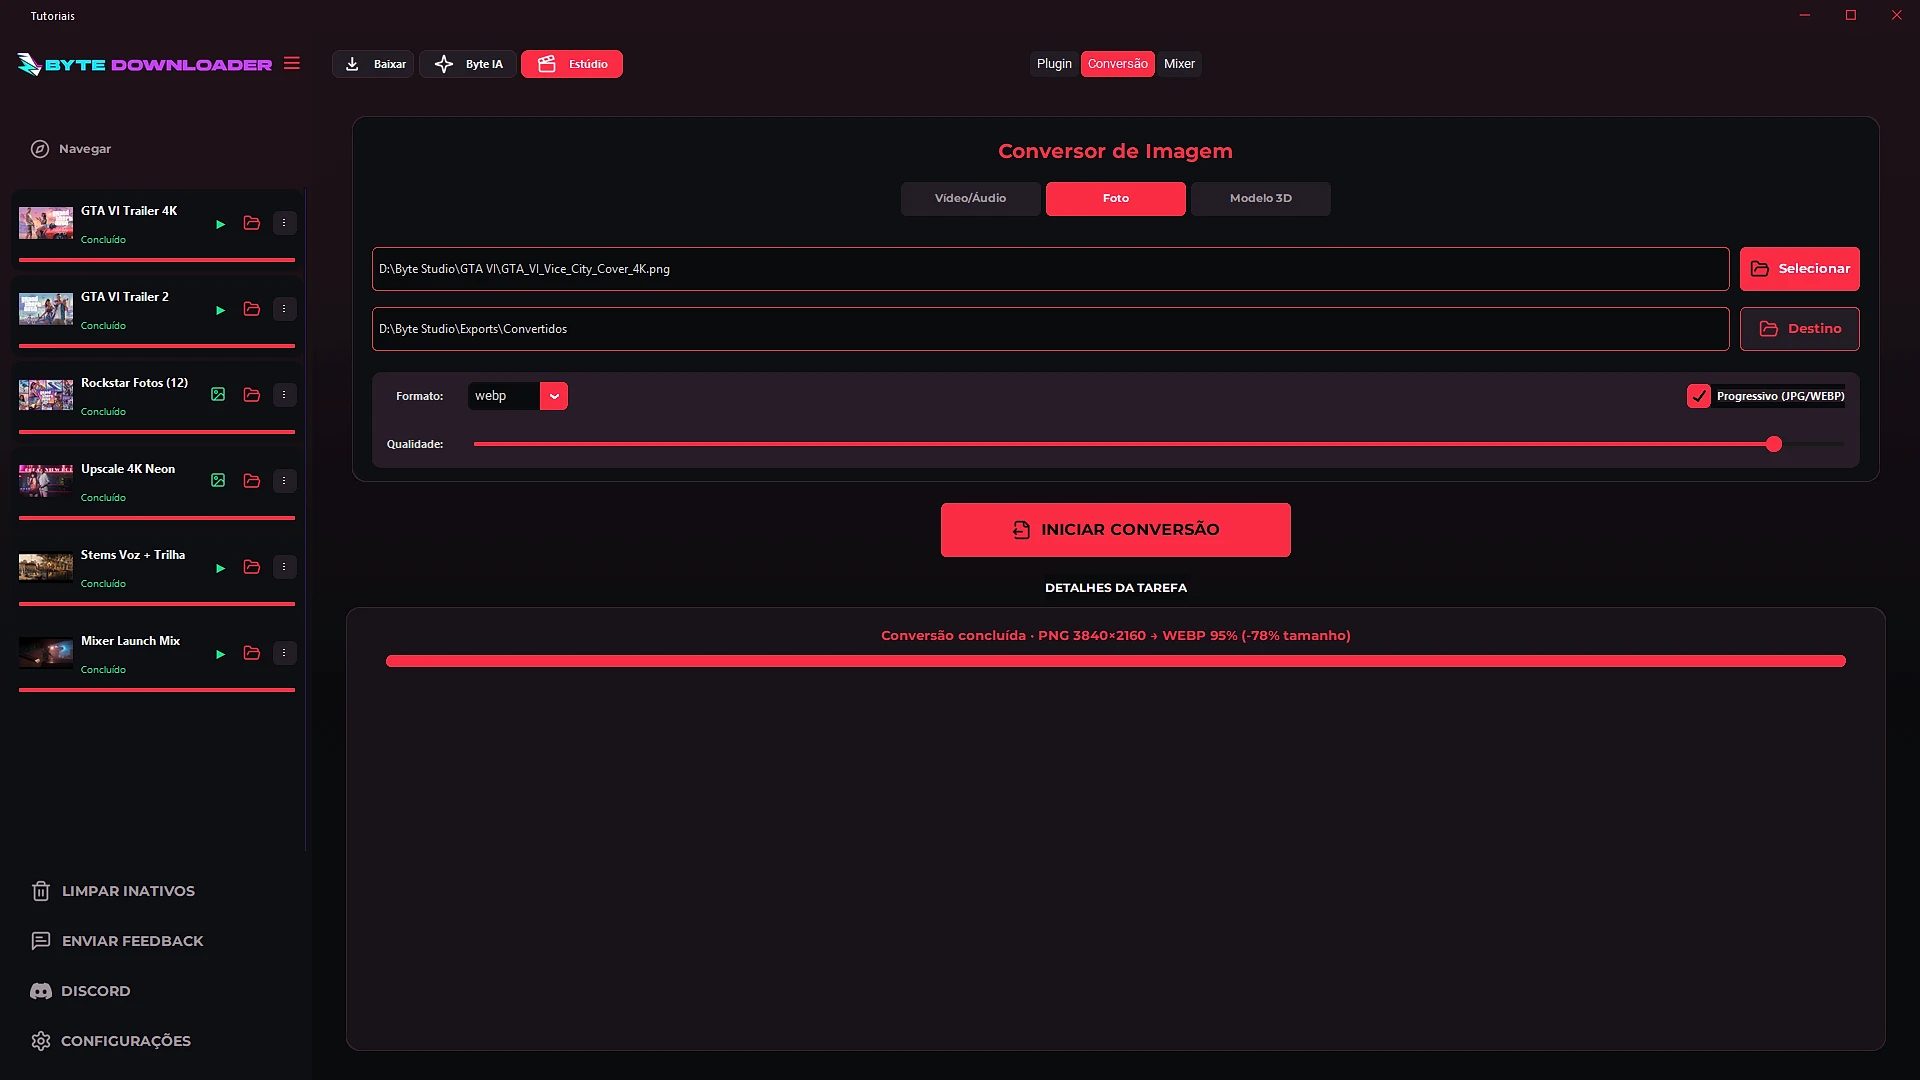 Tutoriais
BYTE DOWNLOADER
Baixar
Byte IA
Estúdio
Plugin
Conversão
Mixer
Navegar
GTA VI Trailer 4K
Concluído
GTA VI Trailer 2
Concluído
Rockstar Fotos (12)
Concluído
Upscale 4K Neon
Concluído
Stems Voz + Trilha
Concluído
Mixer Launch Mix
Concluído
LIMPAR INATIVOS
ENVIAR FEEDBACK
DISCORD
CONFIGURAÇÕES
Conversor de Imagem
Vídeo/Áudio
Foto
Modelo 3D
D:\Byte Studio\GTA VI\GTA_VI_Vice_City_Cover_4K.png
Selecionar
D:\Byte Studio\Exports\Convertidos
Destino
Formato:
webp
Progressivo (JPG/WEBP)
Qualidade:
INICIAR CONVERSÃO
DETALHES DA TAREFA
Conversão concluída · PNG 3840×2160 → WEBP 95% (-78% tamanho)